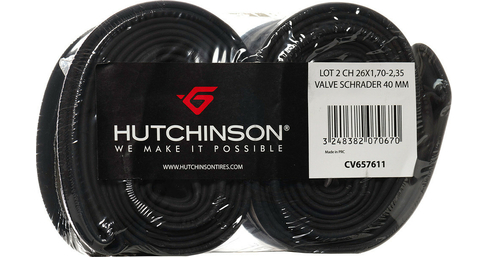 HUTCHINSON®
WE MAKE IT POSSIBLE
WWW.HUTCHINSONTIRES.COM
LOT 2 CH 26X1,70-2,35
VALVE SCHRADER 40 MM
3 248382 070670
Made in PRC
CV657611